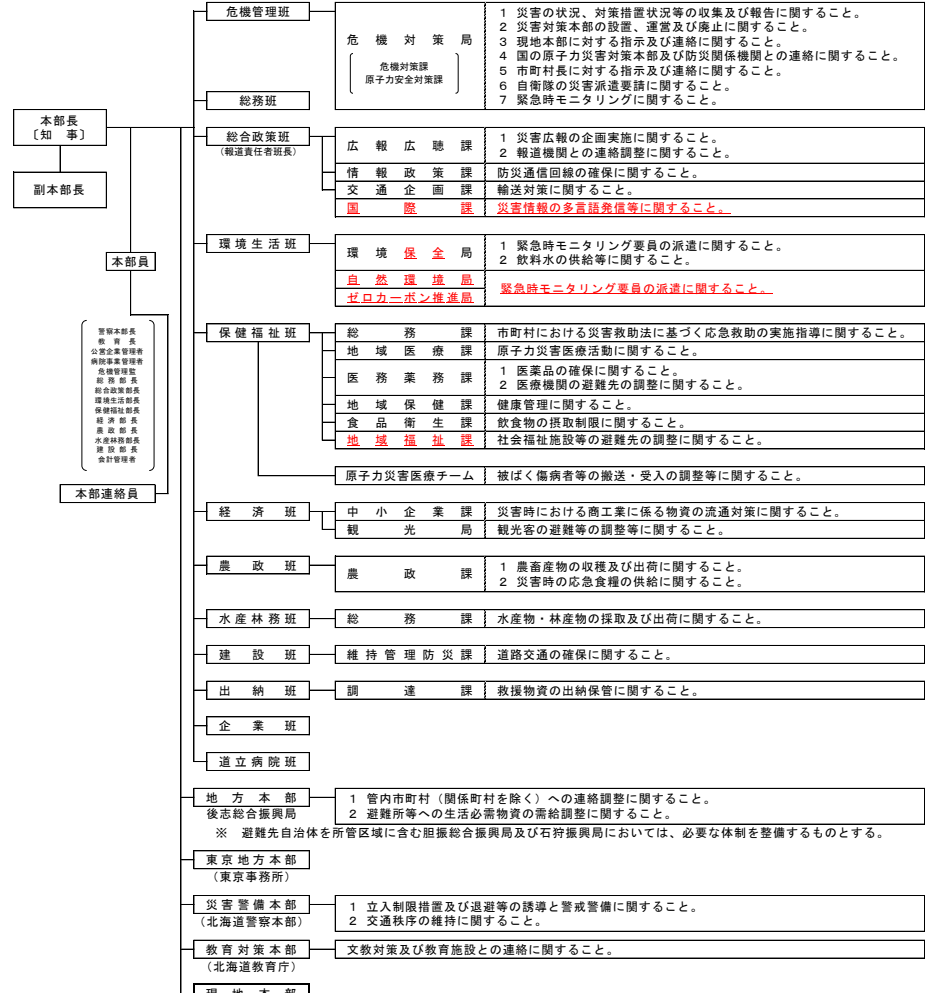 危機管理班
危機対策局
危機対策課
原子力安全対策課
1 災害の状況、対策措置状況等の収集及び報告に関すること。
2 災害対策本部の設置、運営及び廃止に関すること。
3 現地本部に対する指示及び連絡に関すること。
4 国の原子力災害対策本部及び防災関係機関との連絡に関すること。
5 市町村長に対する指示及び連絡に関すること。
6 自衛隊の災害派遣要請に関すること。
7 緊急時モニタリングに関すること。
総務班
本部長
〔知 事〕
副本部長
本部員
警察本部長
教育長
公営企業管理者
病院事業管理者
危機管理監
総務部長
総合政策部長
環境生活部長
保健福祉部長
経済部長
農政部長
水産林務部長
建設部長
会計管理者
本部連絡員
総合政策班
(報道責任者班長)
広報広聴課
1 災害広報の企画実施に関すること。
2 報道機関との連絡調整に関すること。
情報政策課 防災通信回線の確保に関すること。
交通企画課 輸送対策に関すること。
国際課 災害情報の多言語発信等に関すること。
環境生活班
環境保全局
1 緊急時モニタリング要員の派遣に関すること。
2 飲料水の供給等に関すること。
自然環境局
ゼロカーボン推進局
緊急時モニタリング要員の派遣に関すること。
保健福祉班
総務課 市町村における災害救助法に基づく応急救助の実施指導に関すること。
地域医療課 原子力災害医療活動に関すること。
医務薬務課
1 医薬品の確保に関すること。
2 医療機関の避難先の調整に関すること。
地域保健課 健康管理に関すること。
食品衛生課 飲食物の摂取制限に関すること。
地域福祉課 社会福祉施設等の避難先の調整に関すること。
原子力災害医療チーム 被ばく傷病者等の搬送・受入の調整等に関すること。
経済班
中小企業課 災害時における商工業に係る物資の流通対策に関すること。
観光局 観光客の避難等の調整等に関すること。
農政班
農政課
1 農畜産物の収穫及び出荷に関すること。
2 災害時の応急食糧の供給に関すること。
水産林務班 総務課 水産物・林産物の採取及び出荷に関すること。
建設班 維持管理防災課 道路交通の確保に関すること。
出納班 調達課 救援物資の出納保管に関すること。
企業班
道立病院班
地方本部
後志総合振興局
1 管内市町村（関係町村を除く）への連絡調整に関すること。
2 避難所等への生活必需物資の需給調整に関すること。
※ 避難先自治体を所管区域に含む胆振総合振興局及び石狩振興局においては、必要な体制を整備するものとする。
東京地方本部
(東京事務所)
災害警備本部
(北海道警察本部)
1 立入制限措置及び退避等の誘導と警戒警備に関すること。
2 交通秩序の維持に関すること。
教育対策本部
(北海道教育庁)
文教対策及び教育施設との連絡に関すること。
現地本部